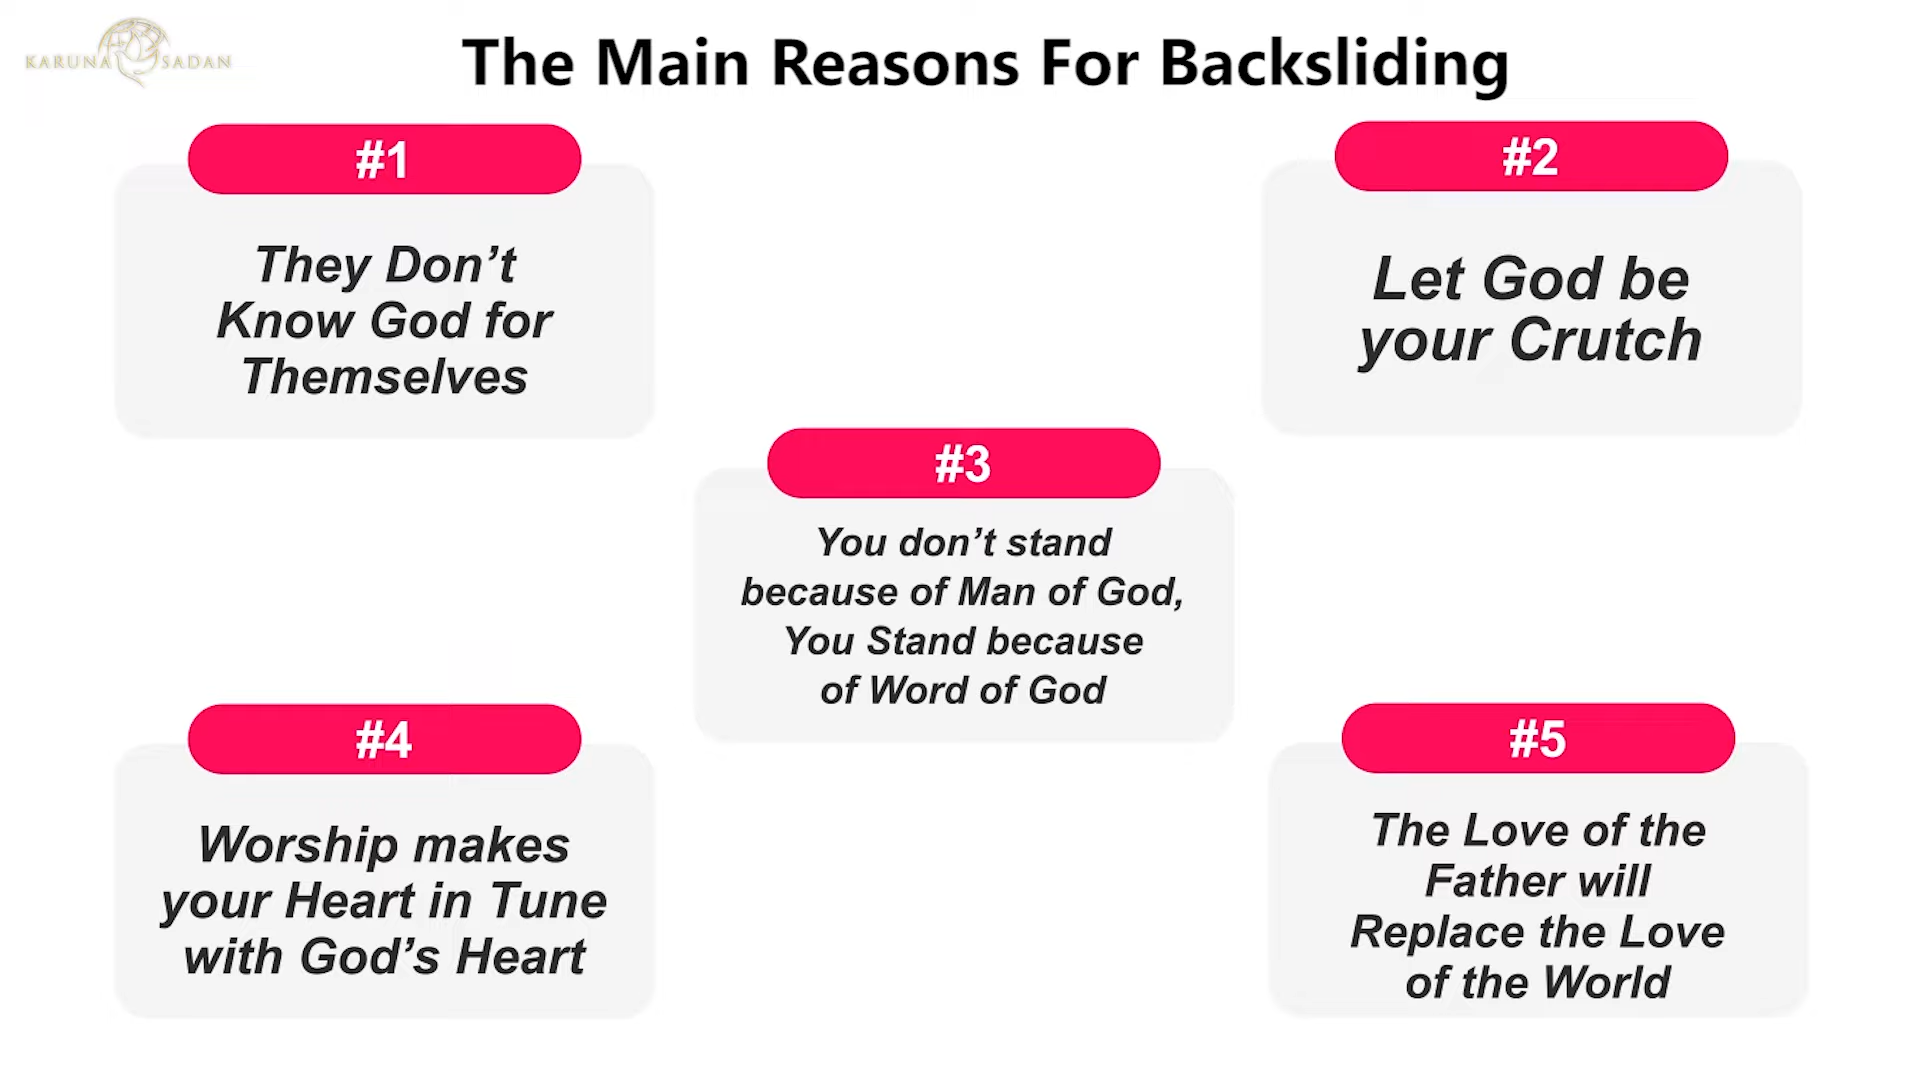 KARUNA SADAN
The Main Reasons For Backsliding
#1
They Don’t
Know God for
Themselves
#2
Let God be
your Crutch
#3
You don’t stand
because of Man of God,
You Stand because
of Word of God
#4
Worship makes
your Heart in Tune
with God’s Heart
#5
The Love of the
Father will
Replace the Love
of the World